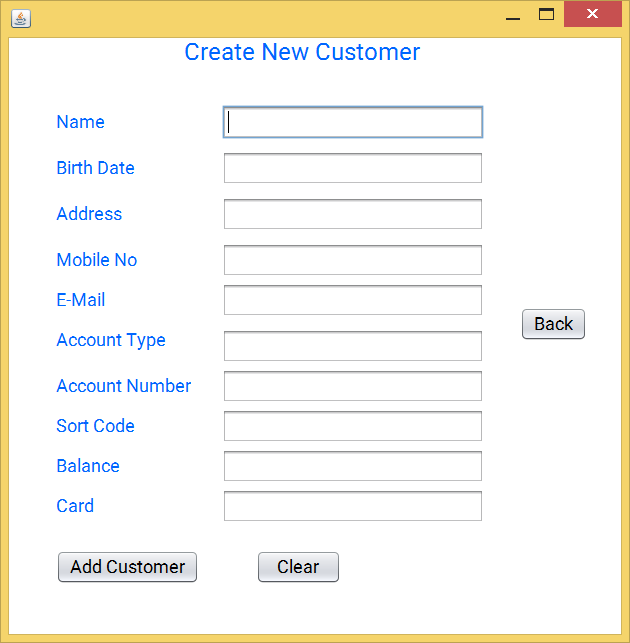 Create New Customer
Name
Birth Date
Address
Mobile No
E-Mail
Back
Account Type
Account Number
Sort Code
Balance
Card
Add Customer
Clear